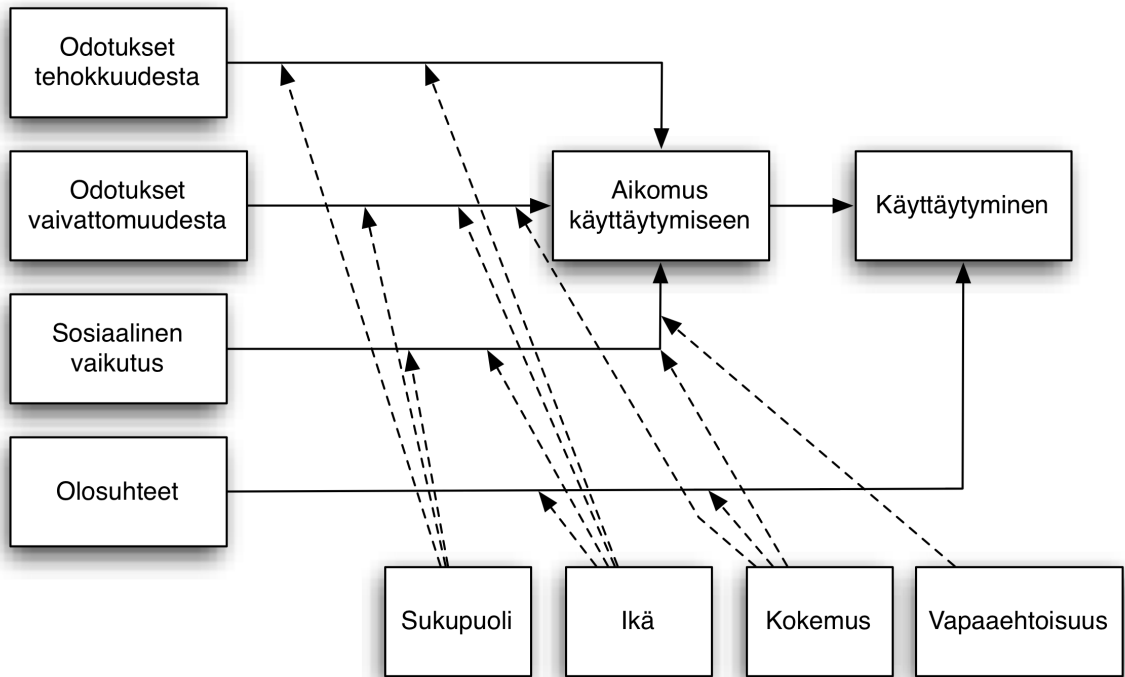 Odotukset
tehokkuudesta
Odotukset
vaivattomuudesta
Aikomus
käyttäytymiseen
Käyttäytyminen
Sosiaalinen
vaikutus
Olosuhteet
Sukupuoli
Ikä
Kokemus
Vapaaehtoisuus